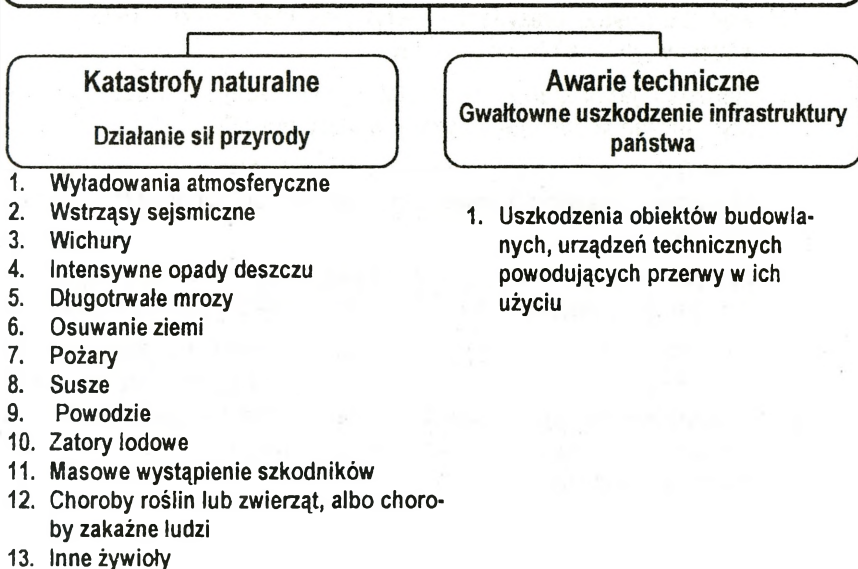 Katastrofy naturalne
Działanie sił przyrody
1. Wyładowania atmosferyczne
2. Wstrząsy sejsmiczne
3. Wichury
4. Intensywne opady deszczu
5. Długotrwałe mrozy
6. Osuwanie ziemi
7. Pożary
8. Susze
9. Powodzie
10. Zatory lodowe
11. Masowe wystąpienie szkodników
12. Choroby roślin lub zwierząt, albo choro-
by zakaźne ludzi
13. Inne żywioły
Awarie techniczne
Gwałtowne uszkodzenie infrastruktury
państwa
1. Uszkodzenia obiektów budowla-
nych, urządzeń technicznych
powodujących przerwy w ich
użyciu